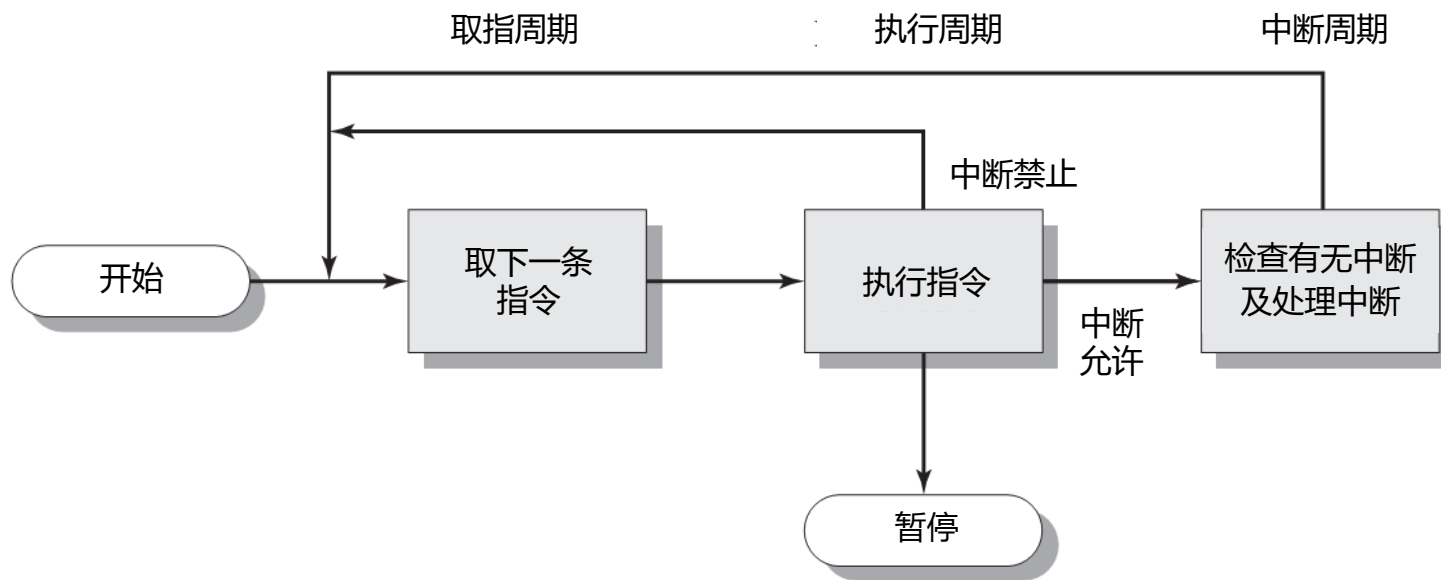 取指周期
执行周期
中断周期
中断禁止
开始
取下一条
指令
执行指令
检查有无中断
及处理中断
中断
允许
暂停